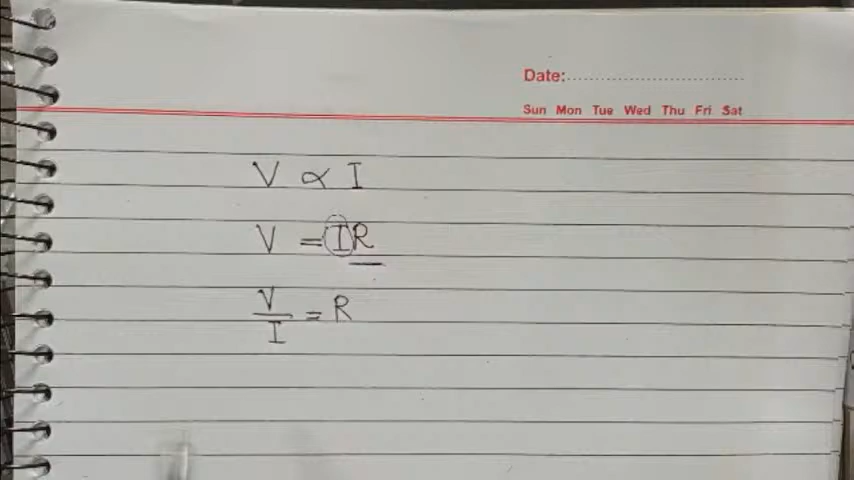 Date:
Sun Mon Tue Wed Thu Fri Sat
V ∝ I
V = IR
V/I = R